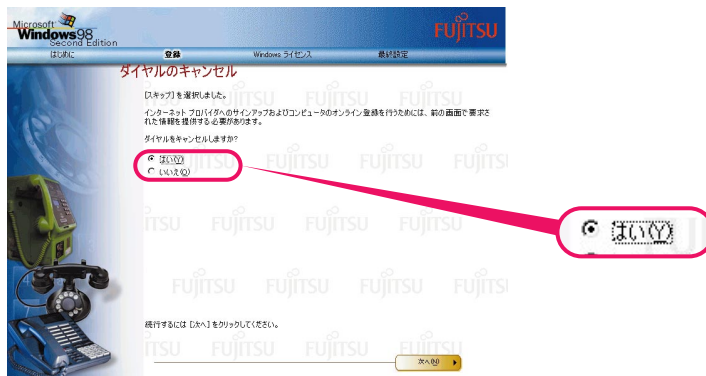 Microsoft
Windows98
Second Edition
FUJITSU
はじめに 登録 Windows ライセンス 最終設定
ダイヤルのキャンセル
[スキップ] を選択しました。
インターネット プロバイダへのサインアップおよびコンピュータのオンライン登録を行うためには、前の画面で要求さ
れた情報を提供する必要があります。
ダイヤルをキャンセルしますか?
はい(Y)
いいえ(O)
はい(Y)
続行するには [次へ] をクリックしてください。
次へ(N)